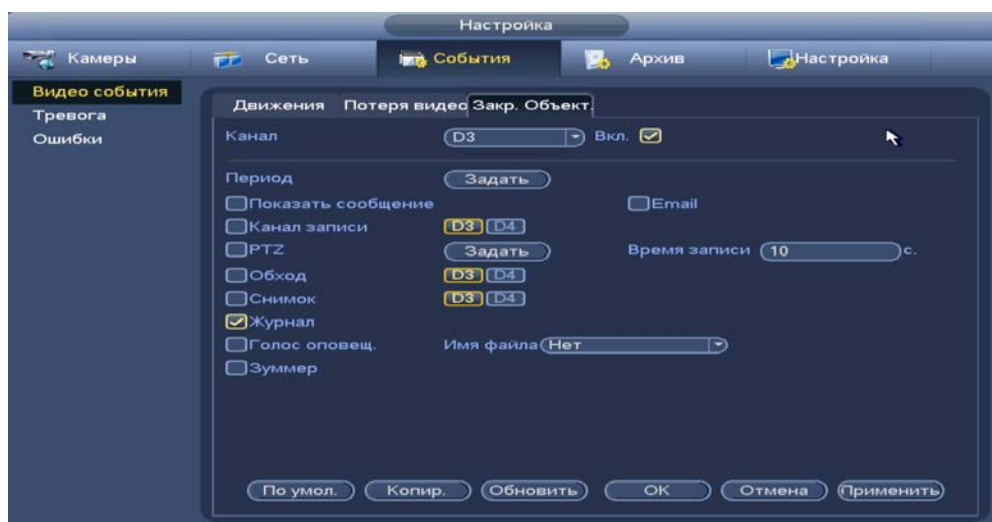 Настройка
Камеры Сеть События Архив Настройка
Видео события
Тревога
Ошибки
Движения Потеря видео Закр. Объект.
Канал D3 Вкл.
Период Задать
Показать сообщение Email
Канал записи D3 D4
PTZ Задать Время записи 10 с.
Обход D3 D4
Снимок D3 D4
Журнал
Голос оповещ. Имя файла Нет
Зуммер
По умол. Копир. Обновить OK Отмена Применить